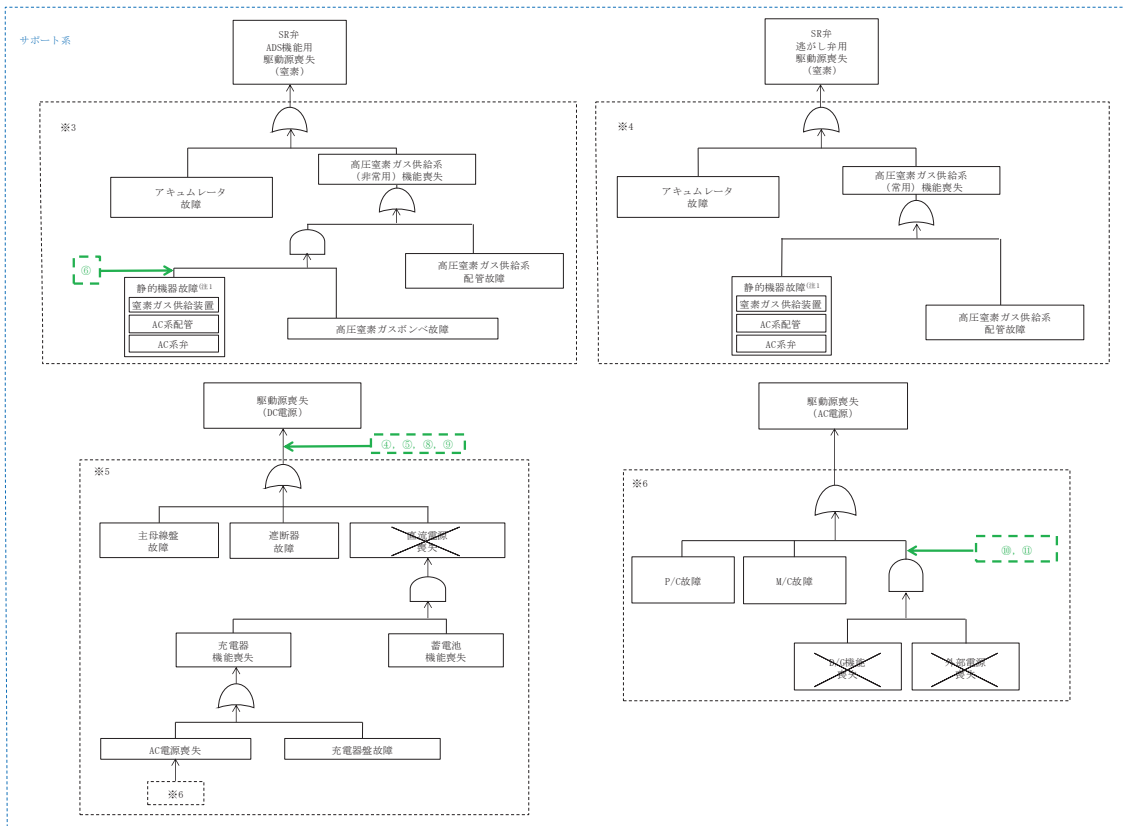 サポート系
SR弁
ADS機能用
駆動源喪失
(窒素)
※3
高圧窒素ガス供給系
(非常用)機能喪失
アキュムレータ
故障
⑥
高圧窒素ガス供給系
配管故障
静的機器故障(注1
窒素ガス供給装置
AC系配管
AC系弁
高圧窒素ガスボンベ故障
SR弁
逃がし弁用
駆動源喪失
(窒素)
※4
高圧窒素ガス供給系
(常用)機能喪失
アキュムレータ
故障
静的機器故障(注1
窒素ガス供給装置
AC系配管
AC系弁
高圧窒素ガス供給系
配管故障
駆動源喪失
(DC電源)
④, ⑤, ⑧, ⑨
※5
主母線盤
故障
遮断器
故障
直流電源
喪失
充電器
機能喪失
蓄電池
機能喪失
AC電源喪失
充電器盤故障
※6
駆動源喪失
(AC電源)
※6
⑩, ⑪
P/C故障
M/C故障
D/G機能
喪失
外部電源
喪失